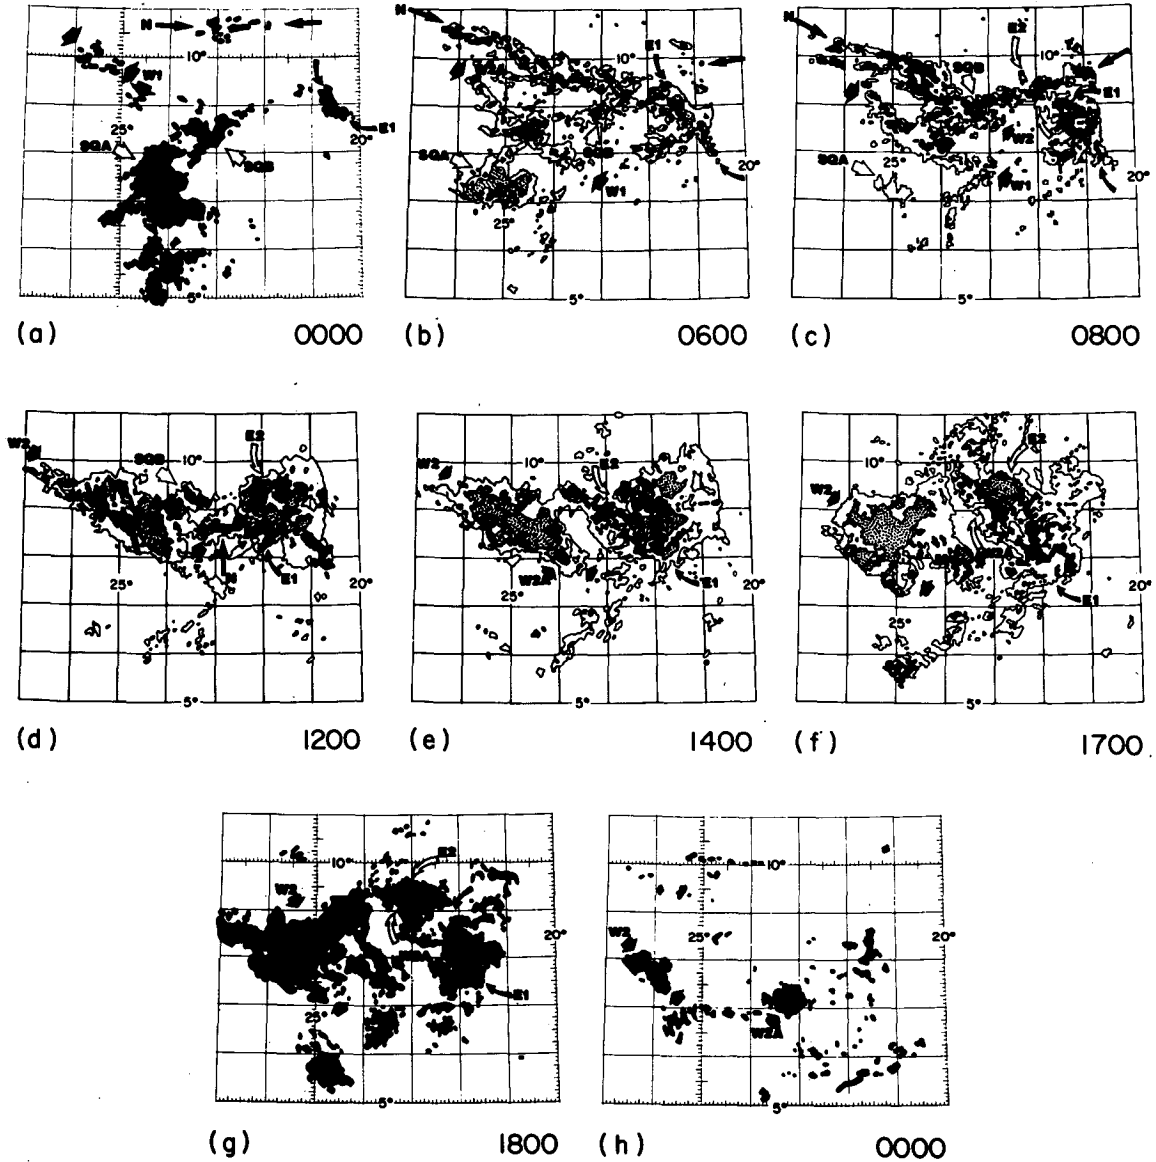 N
10°
W1
25°
SQA
SQB
E1
20°
5°
(a) 0000
N
10°
E1
SQA
SQB
W1
20°
25°
5°
(b) 0600
N
E2
10°
SQB
E1
W2
25°
SQA
W1
20°
5°
(c) 0800
W2
SQB
E2
10°
N
E1
25°
20°
5°
(d) 1200
W2
10°
E2
W2A
E1
25°
20°
5°
(e) 1400
10°
E2
W2
E1
20°
25°
5°
(f) 1700
10°
E2
W2
20°
E1
25
5°
(g) 1800
10°
W2
25°
20°
W2A
5°
(h) 0000